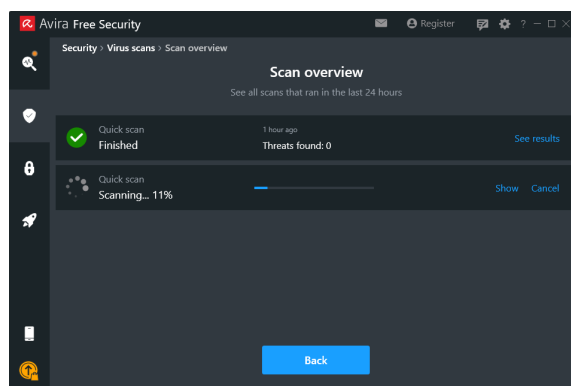 Avira Free Security
Register
?
Security › Virus scans › Scan overview
Scan overview
See all scans that ran in the last 24 hours
Quick scan
Finished
1 hour ago
Threats found: 0
See results
Quick scan
Scanning... 11%
Show
Cancel
Back